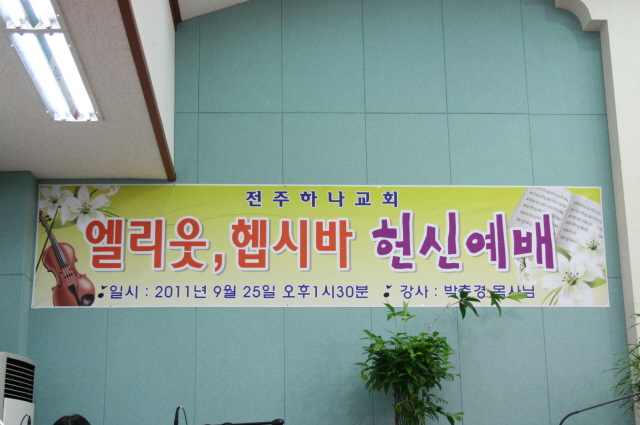 전주하나교회
엘리웃, 헵시바 헌신예배
일시 : 2011년 9월 25일 오후1시30분 강사 : 박춘경 목사님